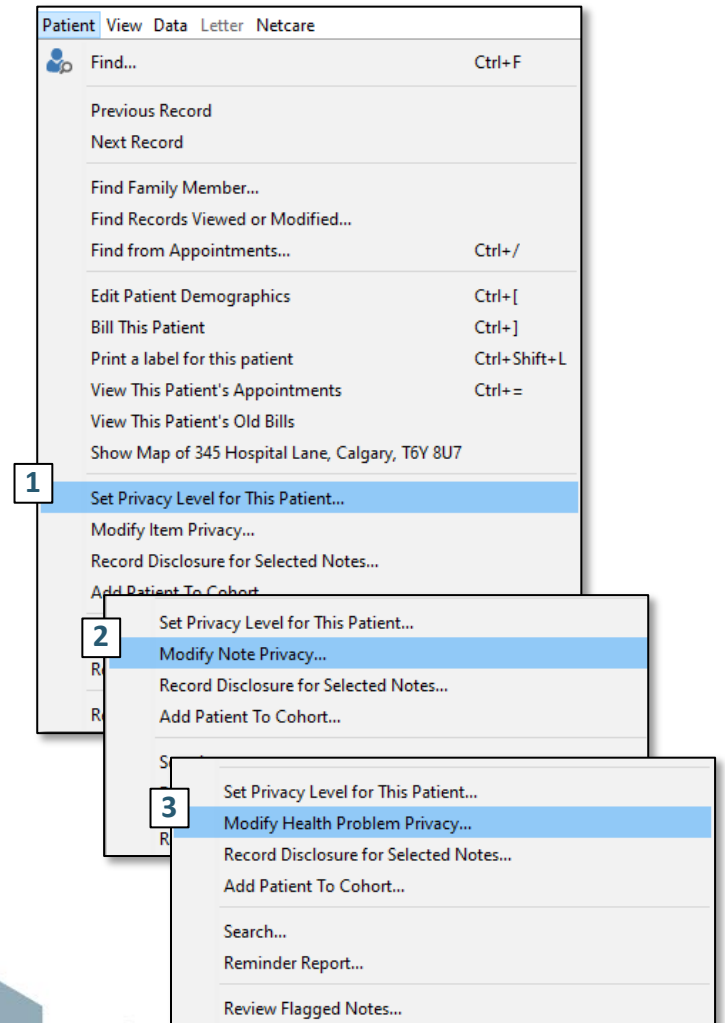 Patient View Data Letter Netcare
Find... Ctrl+F
Previous Record
Next Record
Find Family Member...
Find Records Viewed or Modified...
Find from Appointments... Ctrl+/
Edit Patient Demographics Ctrl+[
Bill This Patient Ctrl+]
Print a label for this patient Ctrl+Shift+L
View This Patient's Appointments Ctrl+=
View This Patient's Old Bills
Show Map of 345 Hospital Lane, Calgary, T6Y 8U7
1
Set Privacy Level for This Patient...
Modify Item Privacy...
Record Disclosure for Selected Notes...
Add Patient To Cohort
2
Set Privacy Level for This Patient...
Modify Note Privacy...
Record Disclosure for Selected Notes...
Add Patient To Cohort...
3
Set Privacy Level for This Patient...
Modify Health Problem Privacy...
Record Disclosure for Selected Notes...
Add Patient To Cohort...
Search...
Reminder Report...
Review Flagged Notes...